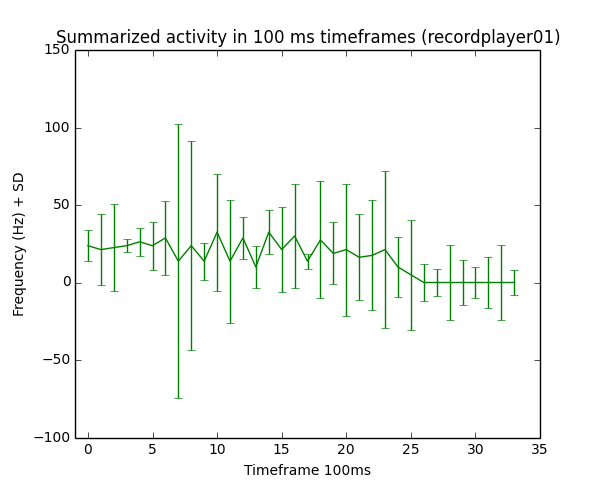 Summarized activity in 100 ms timeframes (recordplayer01)
150
100
50
0
−50
−100
Frequency (Hz) + SD
0 5 10 15 20 25 30 35
Timeframe 100ms